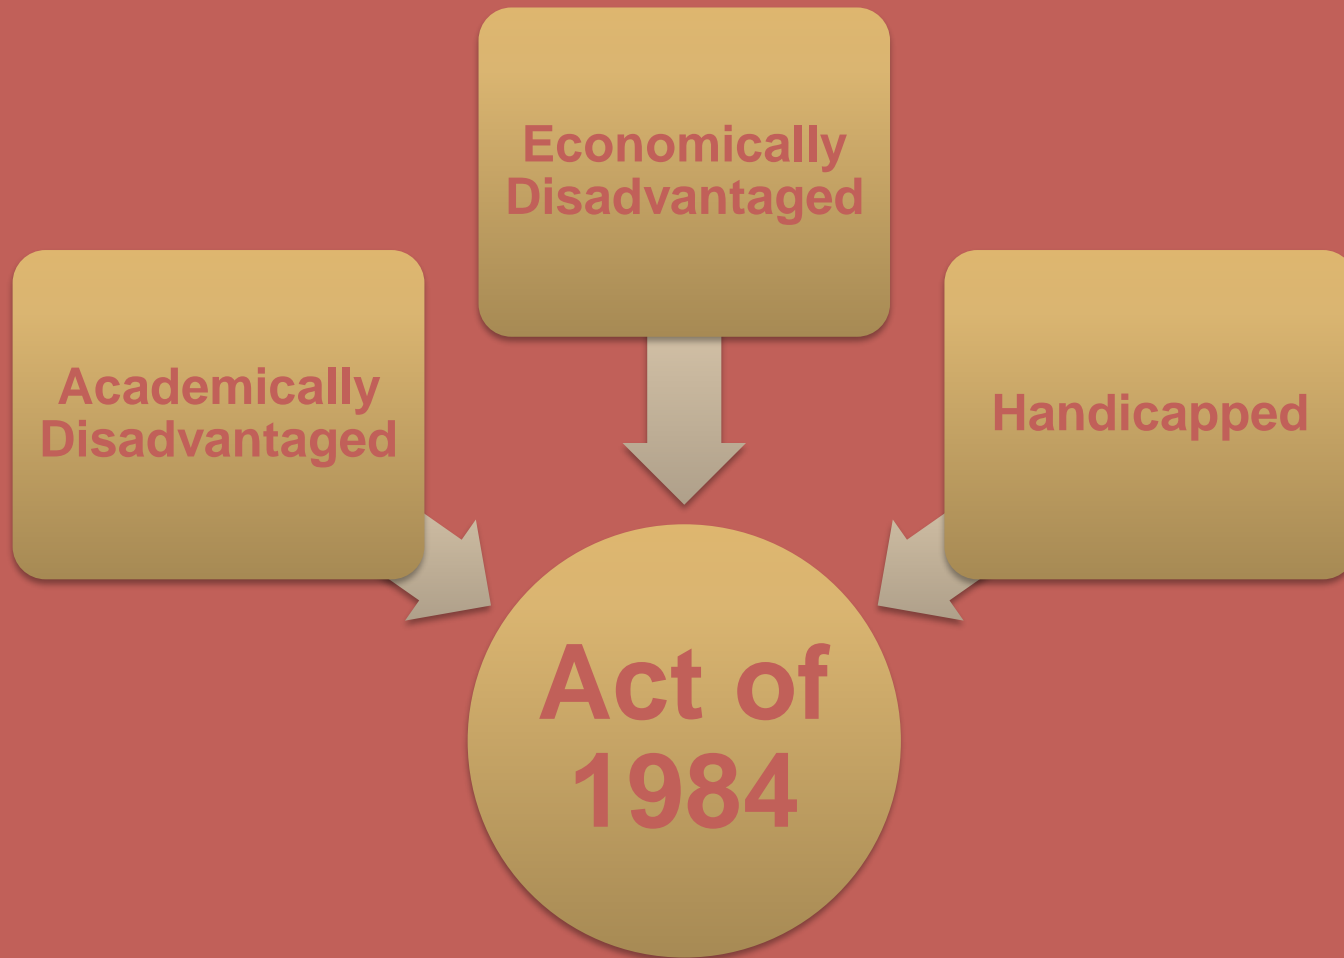 Economically
Disadvantaged
Academically
Disadvantaged
Handicapped
Act of
1984